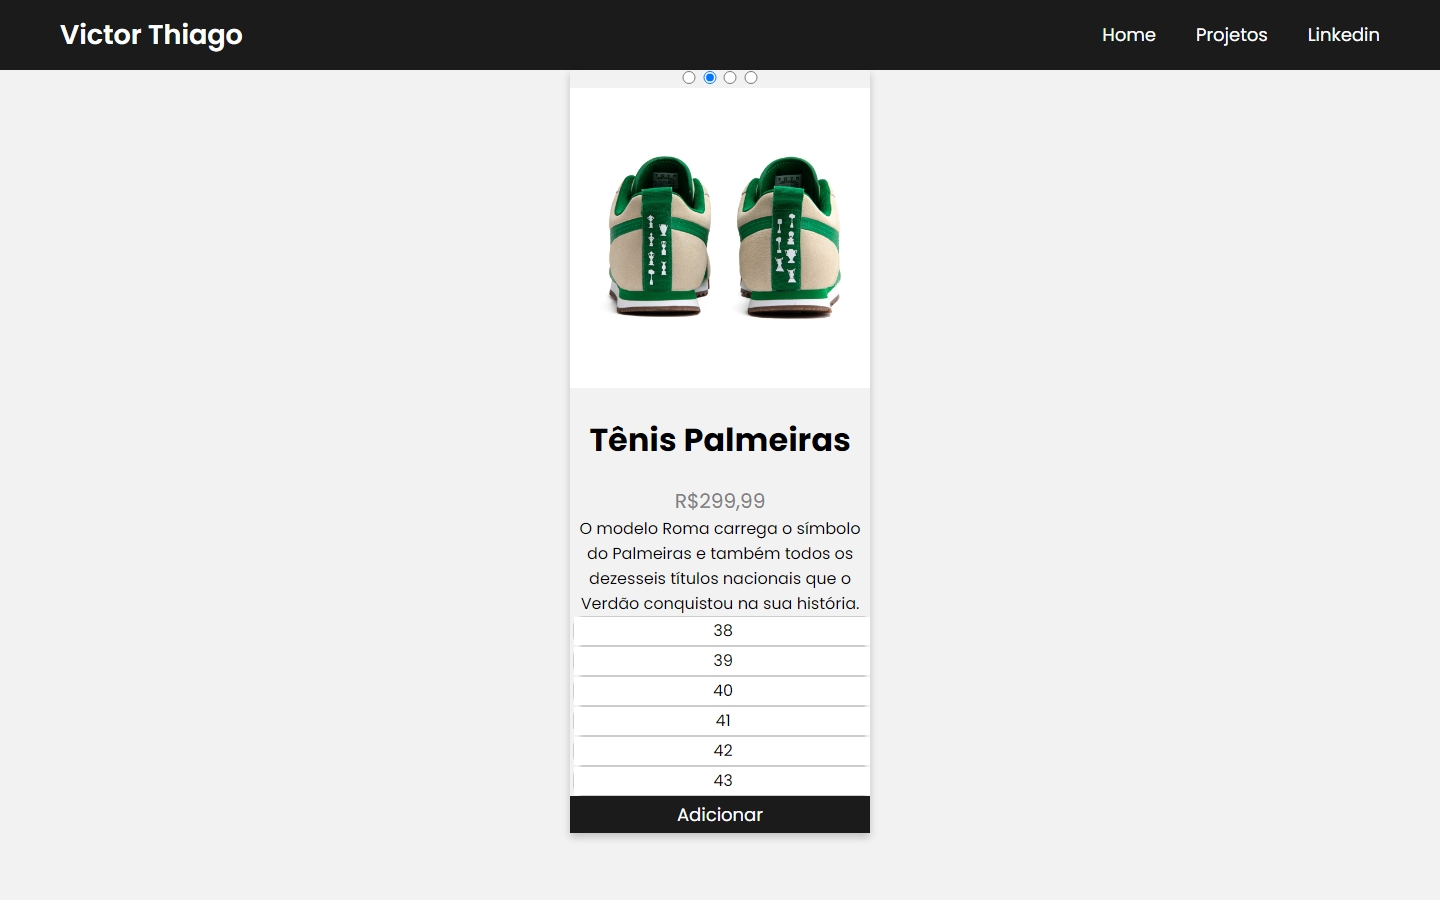 Victor Thiago
Home
Projetos
Linkedin
Tênis Palmeiras
R$299,99
O modelo Roma carrega o símbolo
do Palmeiras e também todos os
dezesseis títulos nacionais que o
Verdão conquistou na sua história.
38
39
40
41
42
43
Adicionar